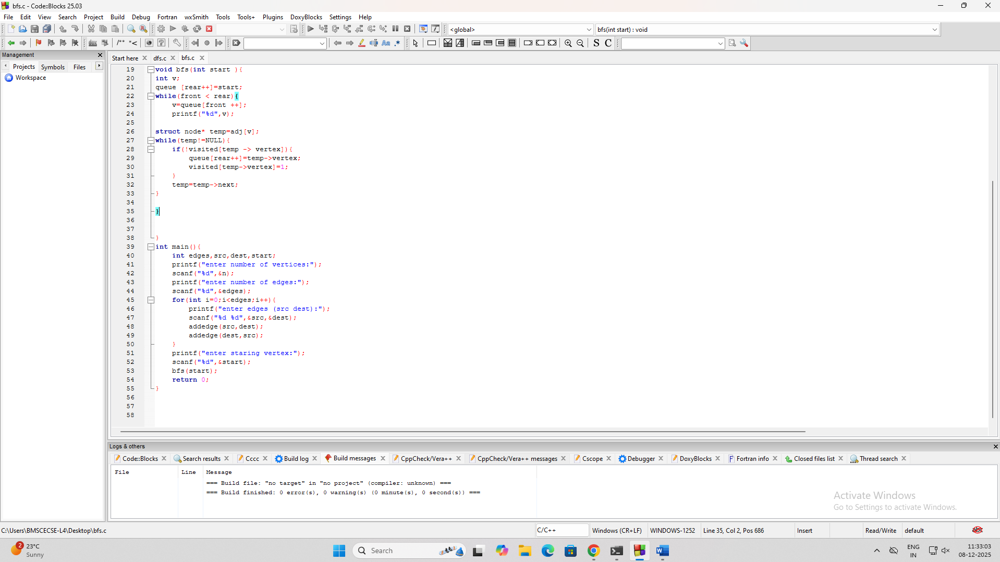 bfs.c - Code::Blocks 25.03
File Edit View Search Project Build Debug Fortran wxSmith Tools Tools+ Plugins DoxyBlocks Settings Help
<global> bfs(int start) : void
/** *< Aa .* S C
Management
Projects Symbols Files
Workspace
Start here dfs.c bfs.c
19 void bfs(int start ){
20 int v;
21 queue [rear++]=start;
22 while(front < rear){
23 v=queue[front ++];
24 printf("%d",v);
25
26 struct node* temp=adj[v];
27 while(temp!=NULL){
28 if(!visited[temp -> vertex]){
29 queue[rear++]=temp->vertex;
30 visited[temp->vertex]=1;
31 }
32 temp=temp->next;
33 }
34
35 }
36
37
38 }
39 int main(){
40 int edges,src,dest,start;
41 printf("enter number of vertices:");
42 scanf("%d",&n);
43 printf("enter number of edges:");
44 scanf("%d",&edges);
45 for(int i=0;i<edges;i++){
46 printf("enter edges (src dest):");
47 scanf("%d %d",&src,&dest);
48 addedge(src,dest);
49 addedge(dest,src);
50 }
51 printf("enter staring vertex:");
52 scanf("%d",&start);
53 bfs(start);
54 return 0;
55 }
56
57
58
Logs & others
Code::Blocks Search results Cccc Build log Build messages CppCheck/Vera++ CppCheck/Vera++ messages Cscope Debugger DoxyBlocks Fortran info Closed files list Thread search
File Line Message
=== Build file: "no target" in "no project" (compiler: unknown) ===
=== Build finished: 0 error(s), 0 warning(s) (0 minute(s), 0 second(s)) ===
Activate Windows
Go to Settings to activate Windows.
C:\Users\BMSCECSE-L4\Desktop\bfs.c C/C++ Windows (CR+LF) WINDOWS-1252 Line 35, Col 2, Pos 686 Insert Read/Write default abc
2 23°C
Sunny
Search
ENG
IN
11:33:03
08-12-2025